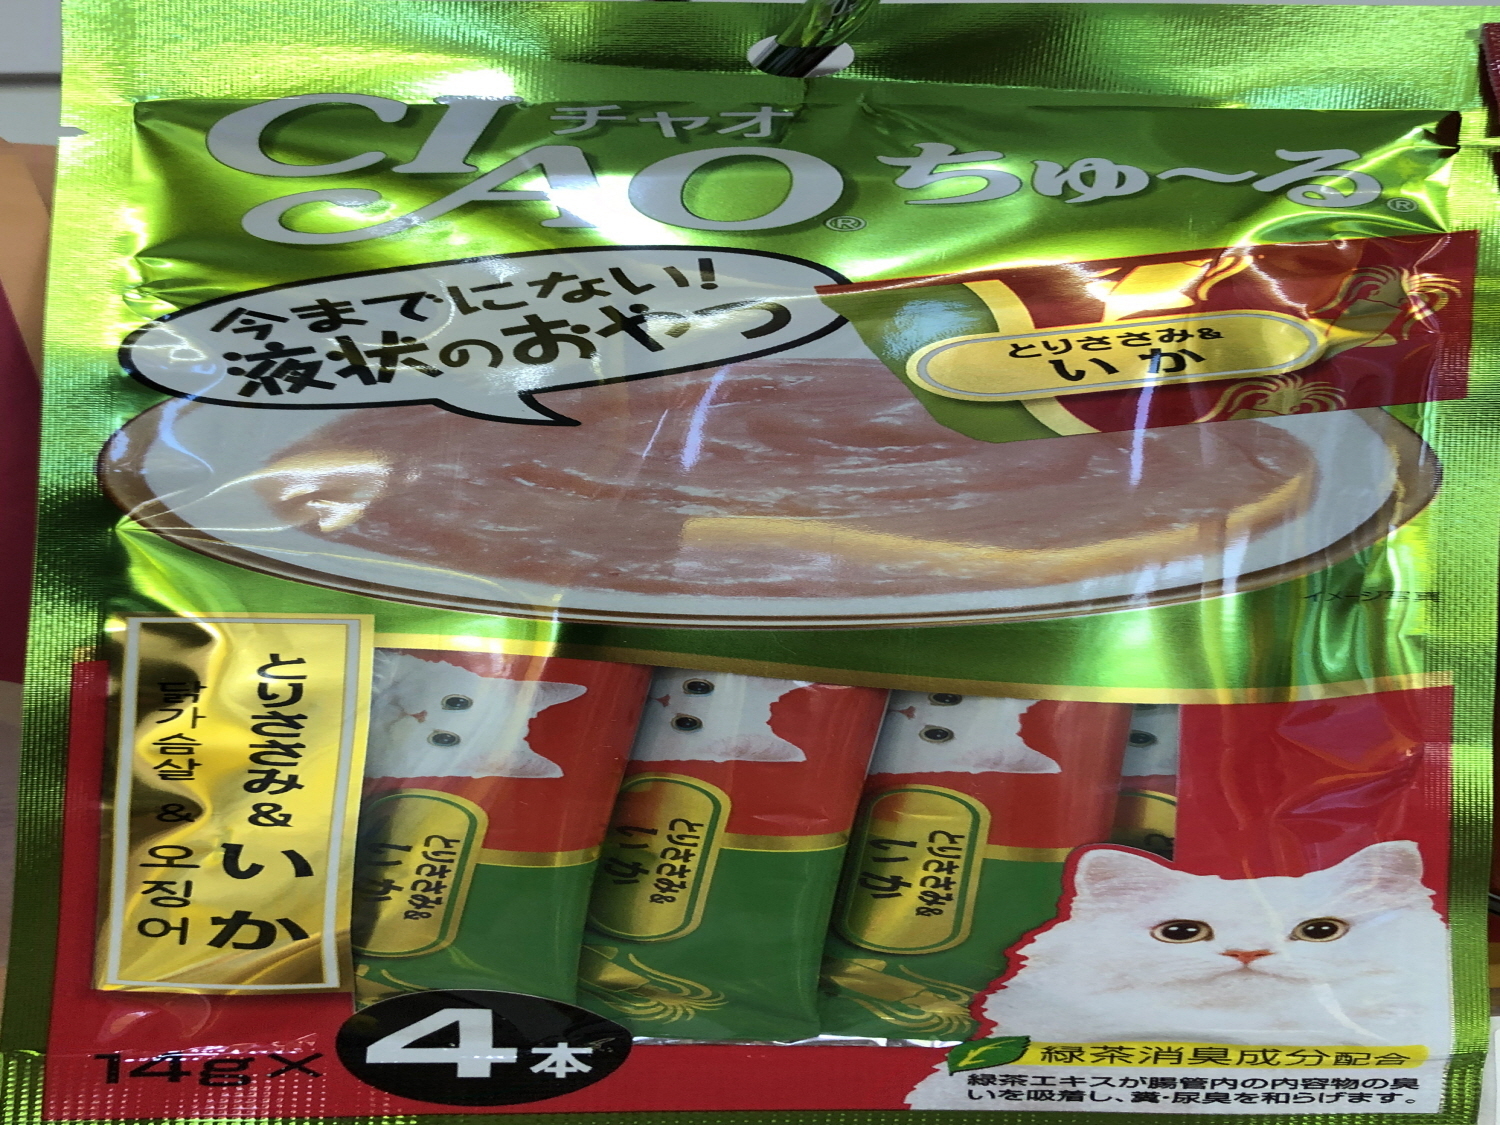 チャオ
CIAO®
ちゅ〜る®
今までにない!
液状のおやつ
とりささみ&
いか
イメージ写真
とりささみ&いか
닭가슴살 & 오징어
とりささみ&
いか
とりささみ&
いか
とりささみ&
いか
14g×4本
緑茶消臭成分配合
緑茶エキスが腸管内の内容物の臭
いを吸着し、糞・尿臭を和らげます。